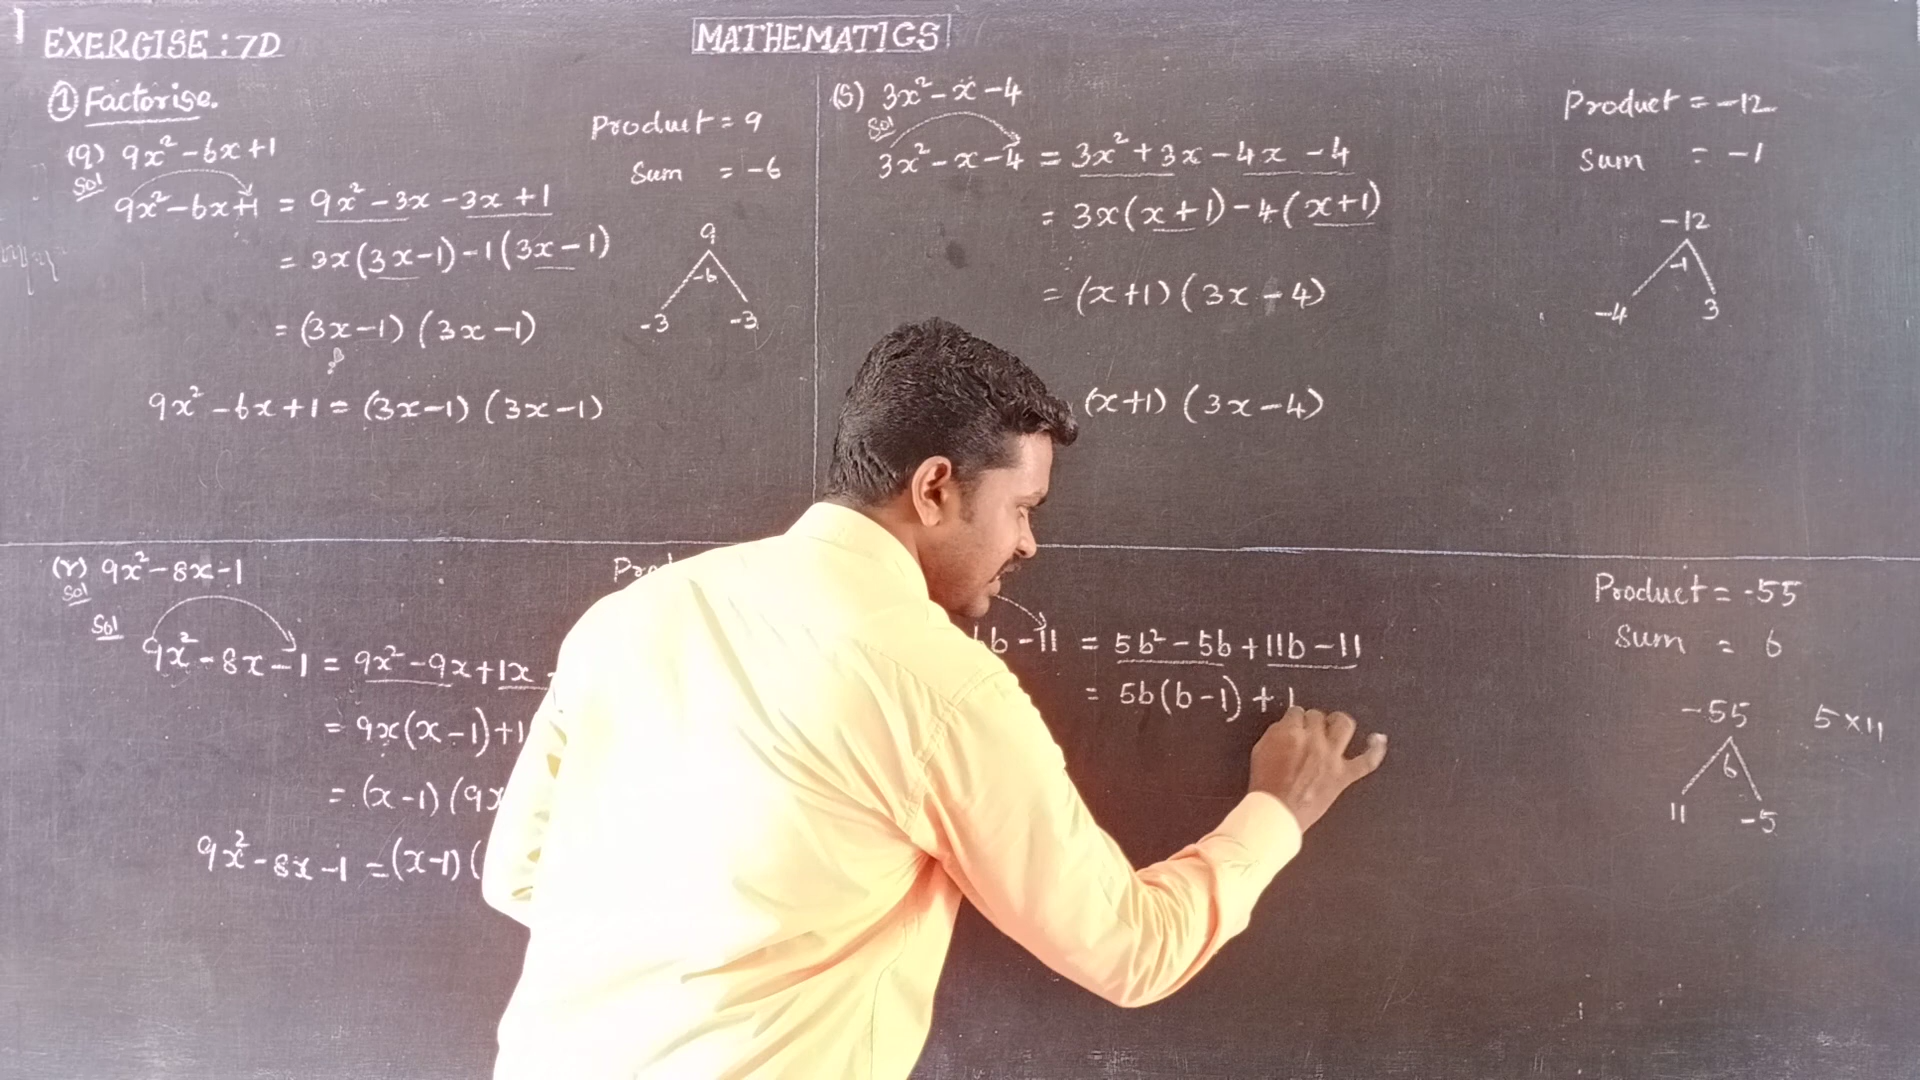 EXERCISE : 7D
MATHEMATICS
① Factorise.
(q) 9x² - 6x + 1
Sol
9x² - 6x + 1 = 9x² - 3x - 3x + 1
= 3x(3x - 1) - 1(3x - 1)
= (3x - 1) (3x - 1)
9x² - 6x + 1 = (3x - 1) (3x - 1)
Product = 9
Sum = -6
9
-6
-3 -3
(S) 3x² - x - 4
Sol
3x² - x - 4 = 3x² + 3x - 4x - 4
= 3x(x + 1) - 4(x + 1)
= (x + 1) (3x - 4)
(x + 1) (3x - 4)
Product = -12
Sum = -1
-12
-1
-4 3
(r) 9x² - 8x - 1
Sol
Sol
9x² - 8x - 1 = 9x² - 9x + 1x
= 9x(x - 1) + 1
= (x - 1) (9x
9x² - 8x - 1 = (x - 1) (
b - 11 = 5b² - 5b + 11b - 11
= 5b(b - 1) + 1
Product = -55
Sum = 6
-55 5 × 11
6
11 -5